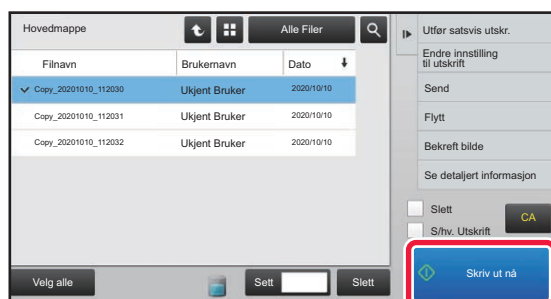 Hovedmappe
Alle Filer
Filnavn Brukernavn Dato
Copy_20201010_112030 Ukjent Bruker 2020/10/10
Copy_20201010_112031 Ukjent Bruker 2020/10/10
Copy_20201010_112032 Ukjent Bruker 2020/10/10
Velg alle
Sett
Slett
Utfør satsvis utskr.
Endre innstilling
til utskrift
Send
Flytt
Bekreft bilde
Se detaljert informasjon
Slett
S/hv. Utskrift
CA
Skriv ut nå